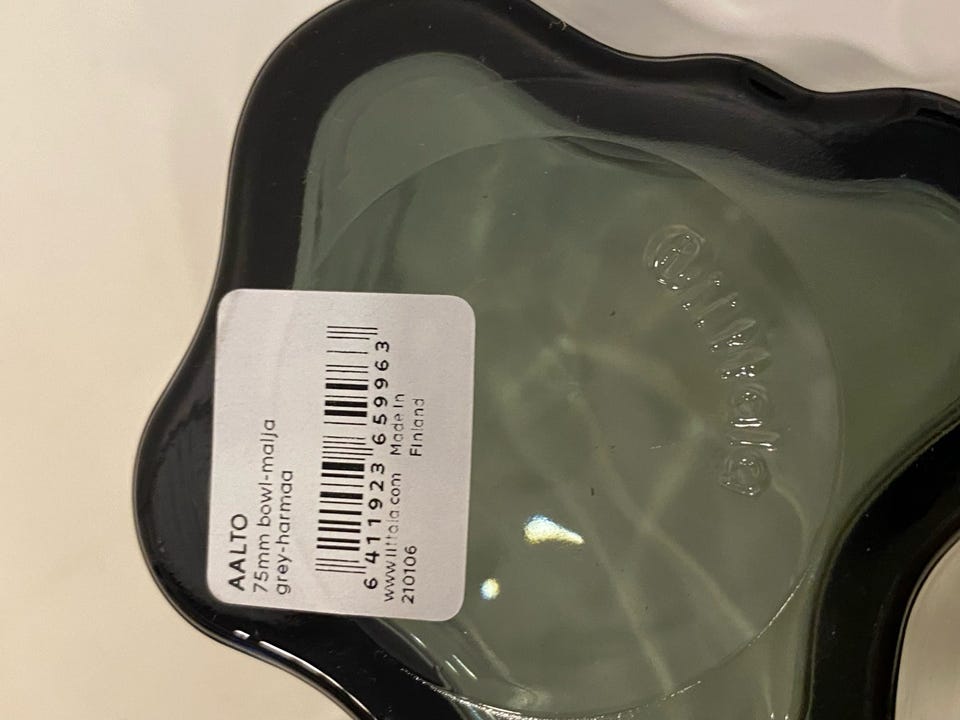 AALTO
75mm bowl-malja
grey-harmaa
6 411923 659963
www.iittala.com Made in
210106 Finland
iittala